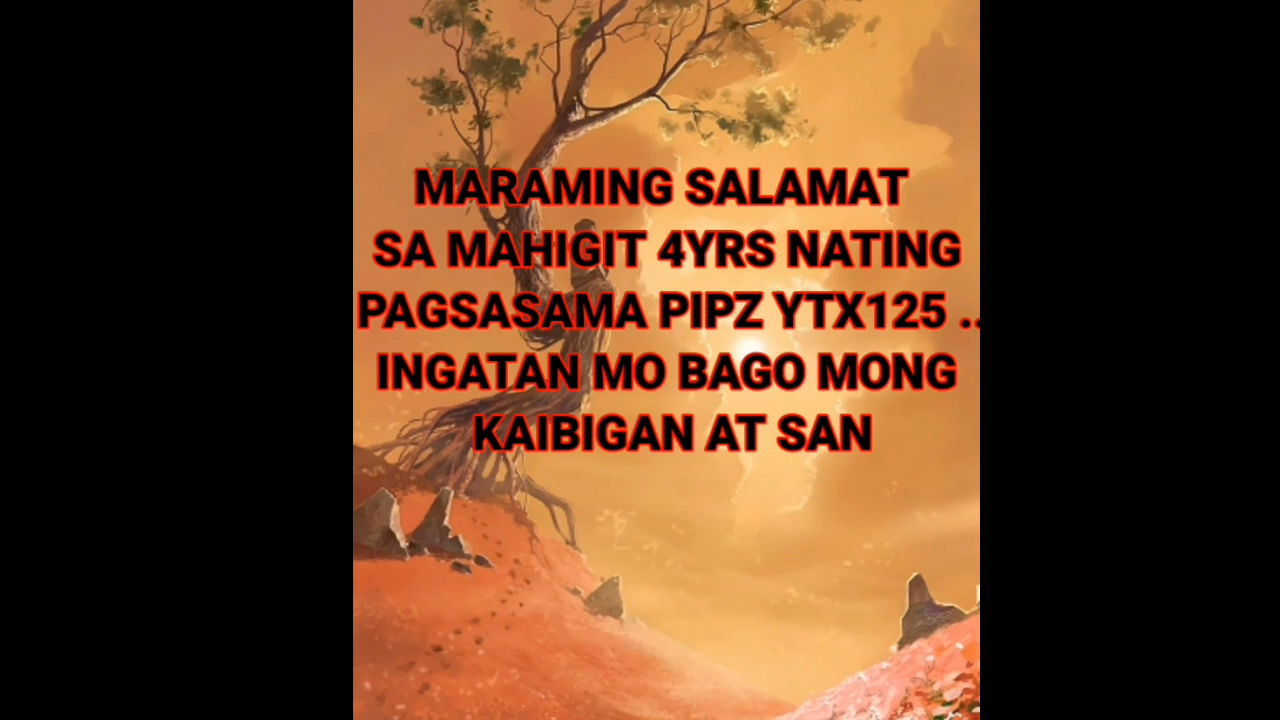 MARAMING SALAMAT
SA MAHIGIT 4YRS NATING
PAGSASAMA PIPZ YTX125 ..
INGATAN MO BAGO MONG
KAIBIGAN AT SAN